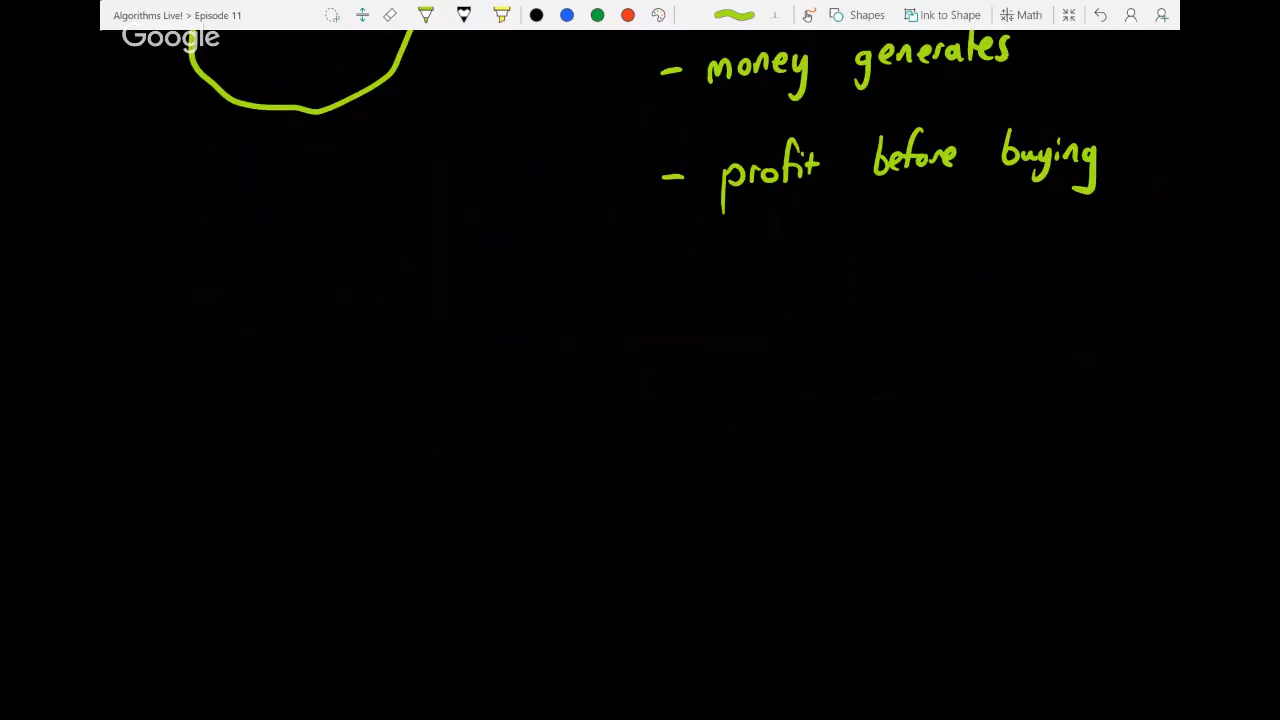 Algorithms Live! > Episode 11
Shapes
Ink to Shape
Math
Google
- money generates
- profit before buying